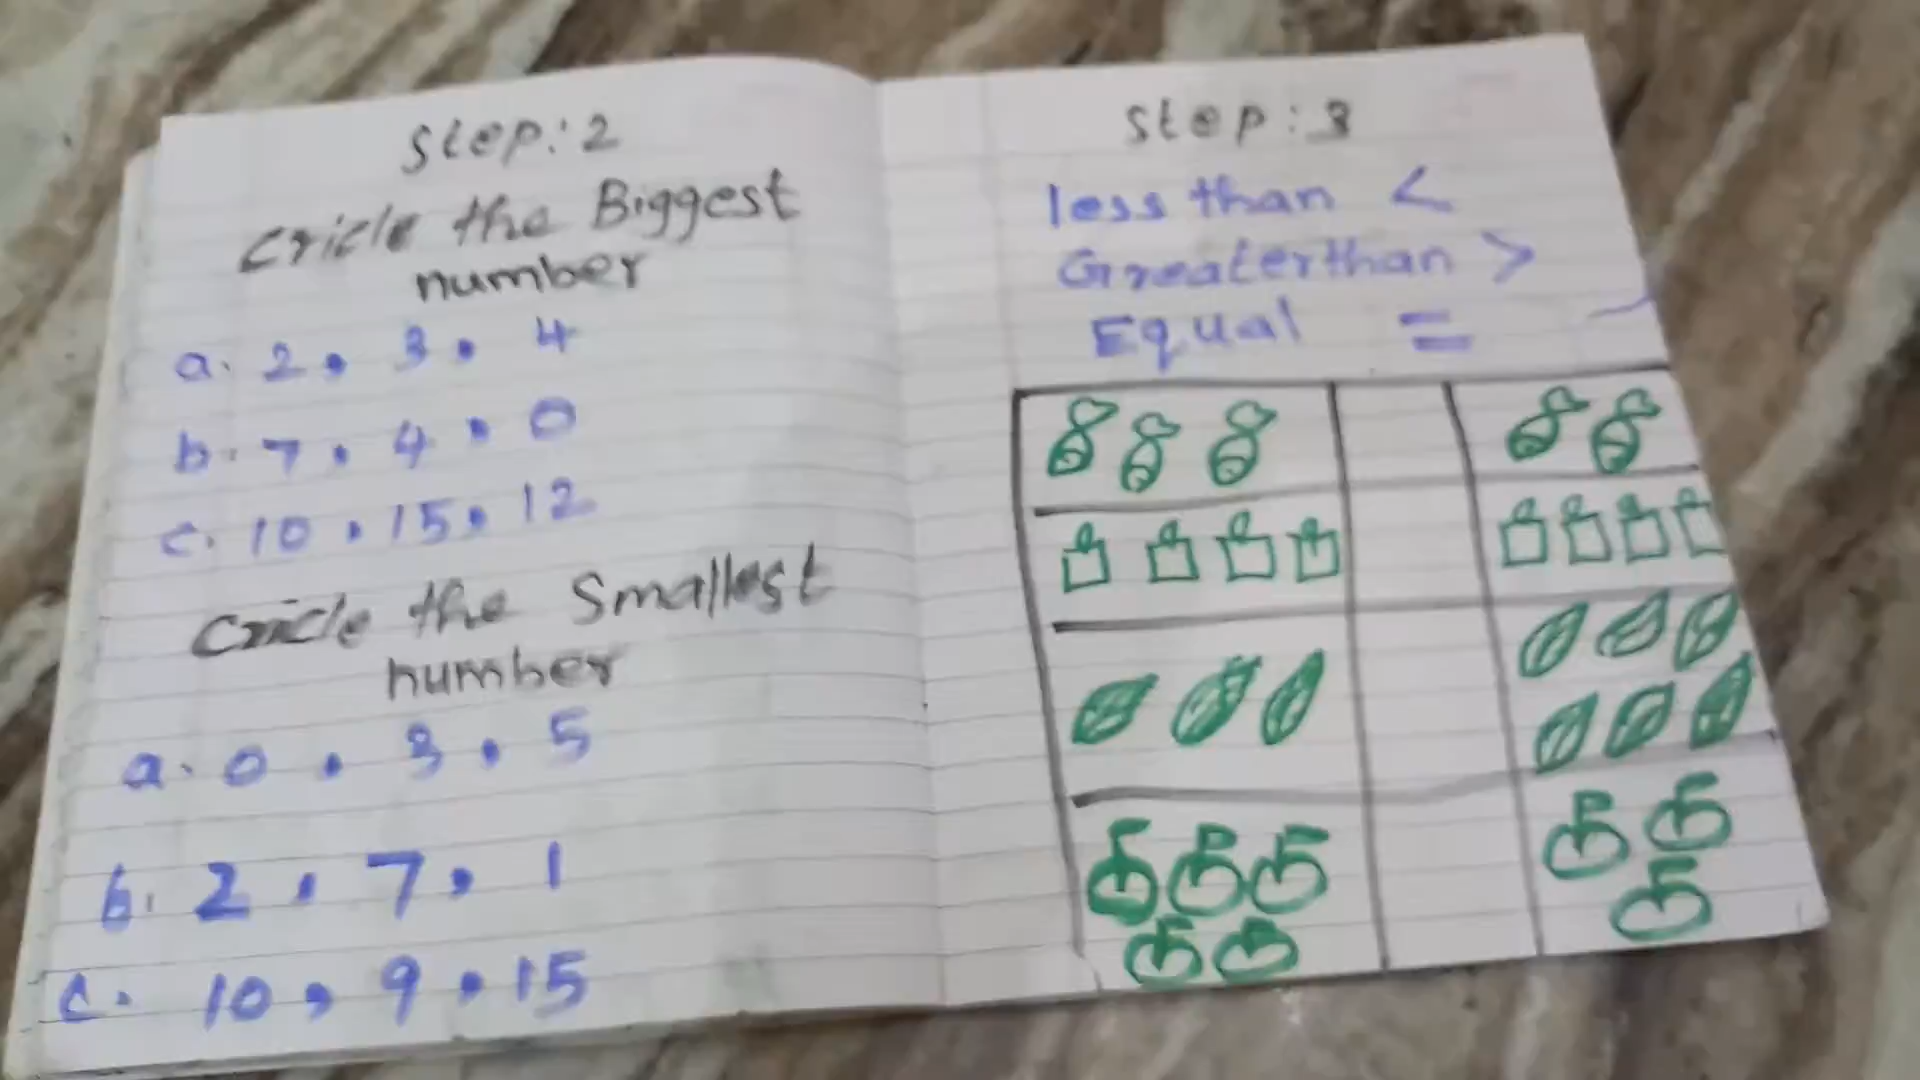 Step: 2
Cricle the Biggest
number
a. 2, 3, 4
b. 7, 4, 0
c. 10, 15, 12
Cricle the Smallest
number
a. 0, 3, 5
b. 2, 7, 1
c. 10, 9, 15
Step: 3
less than <
Greaterthan >
Equal =